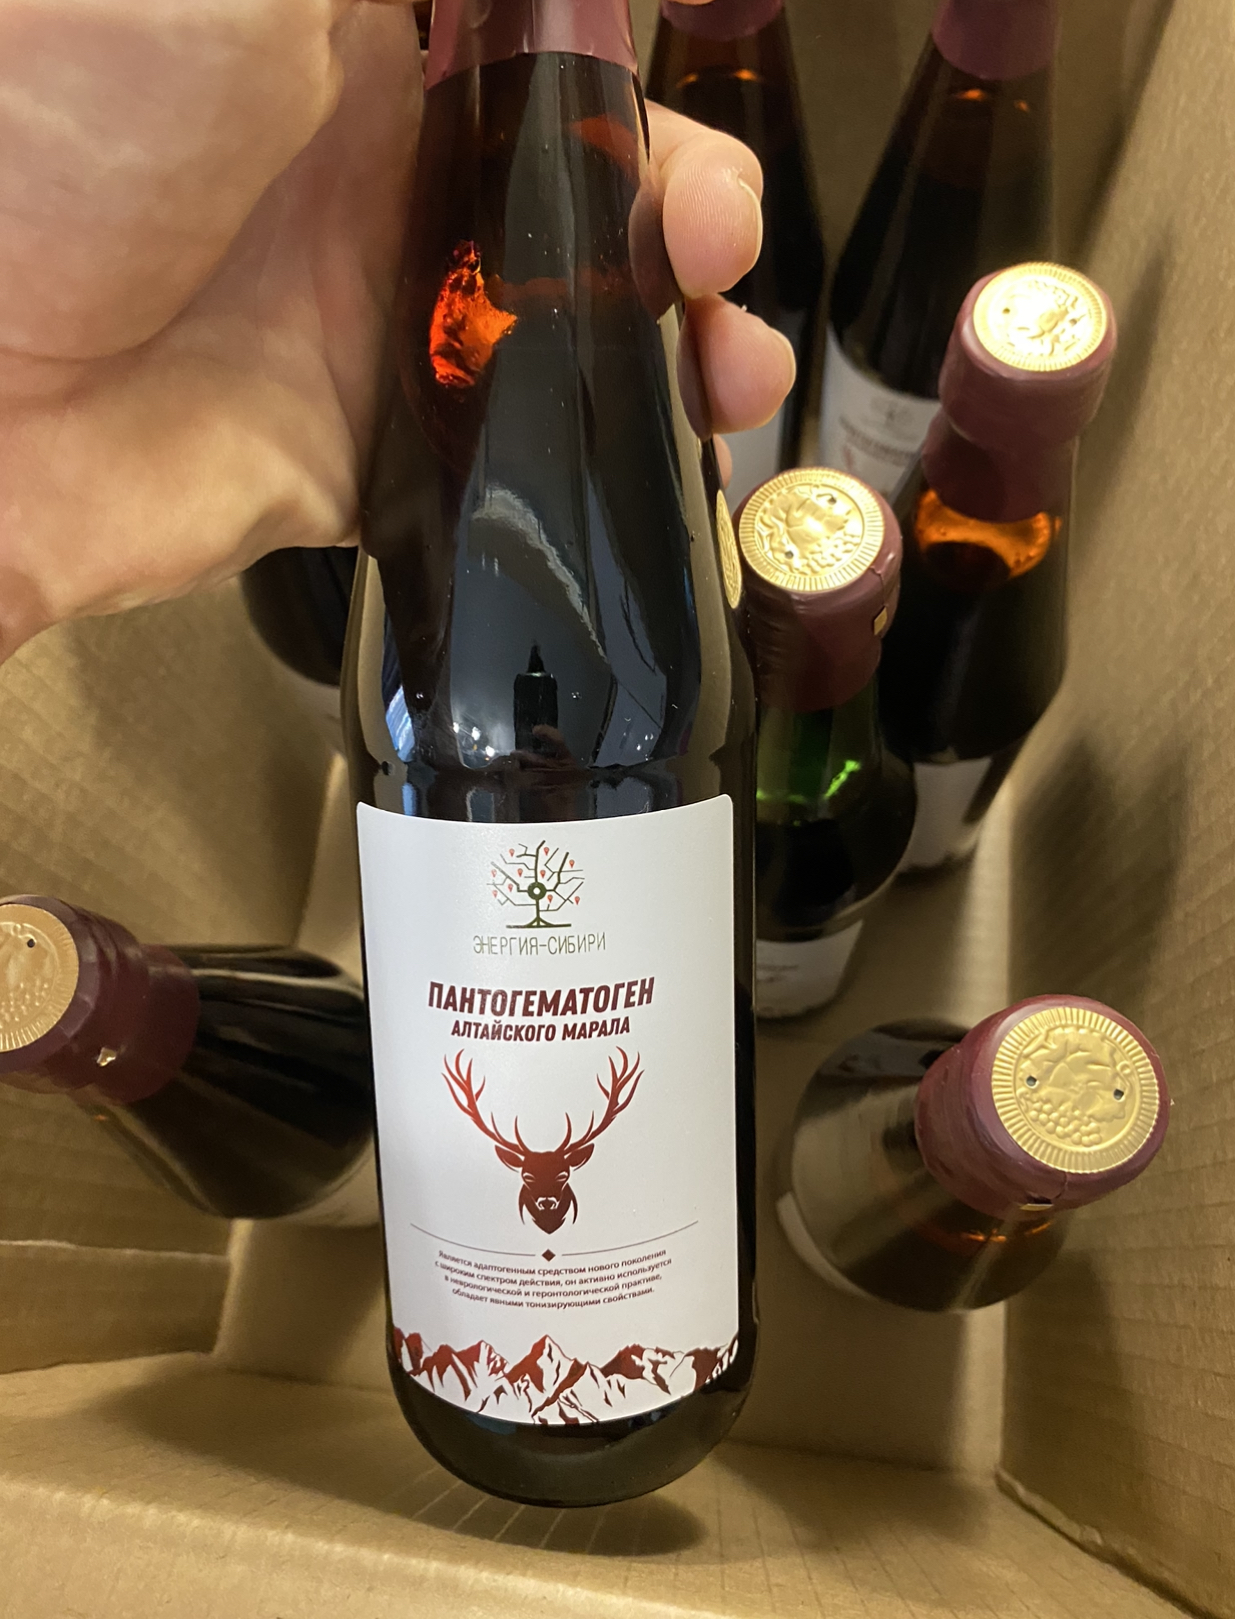 ЭНЕРГИЯ-СИБИРИ
ПАНТОГЕМАТОГЕН
АЛТАЙСКОГО МАРАЛА
Является адаптогенным средством нового поколения
с широким спектром действия, он активно используется
в неврологической и геронтологической практике,
обладает явными тонизирующими свойствами.